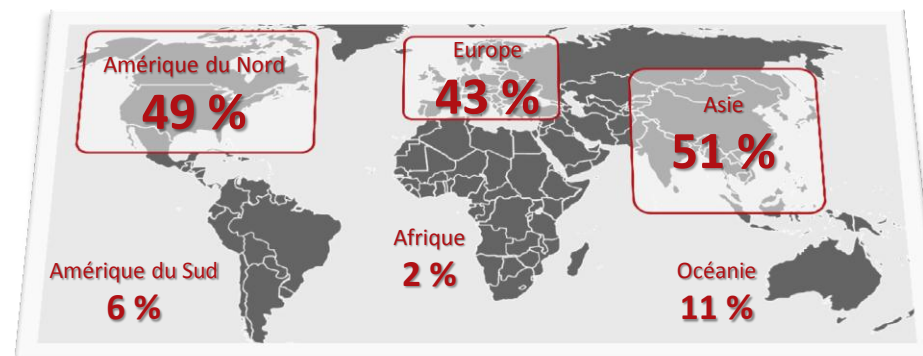 Amérique du Nord
49 %
Europe
43 %
Asie
51 %
Afrique
2 %
Amérique du Sud
6 %
Océanie
11 %